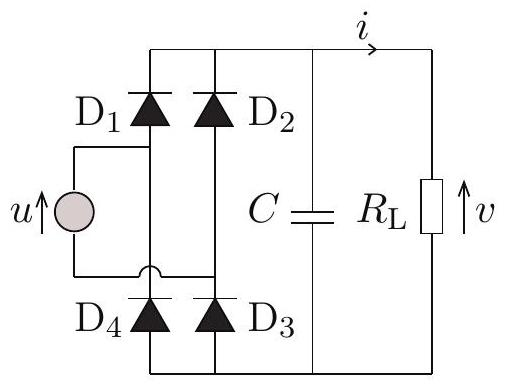 i
D1 D2
u C RL v
D4 D3